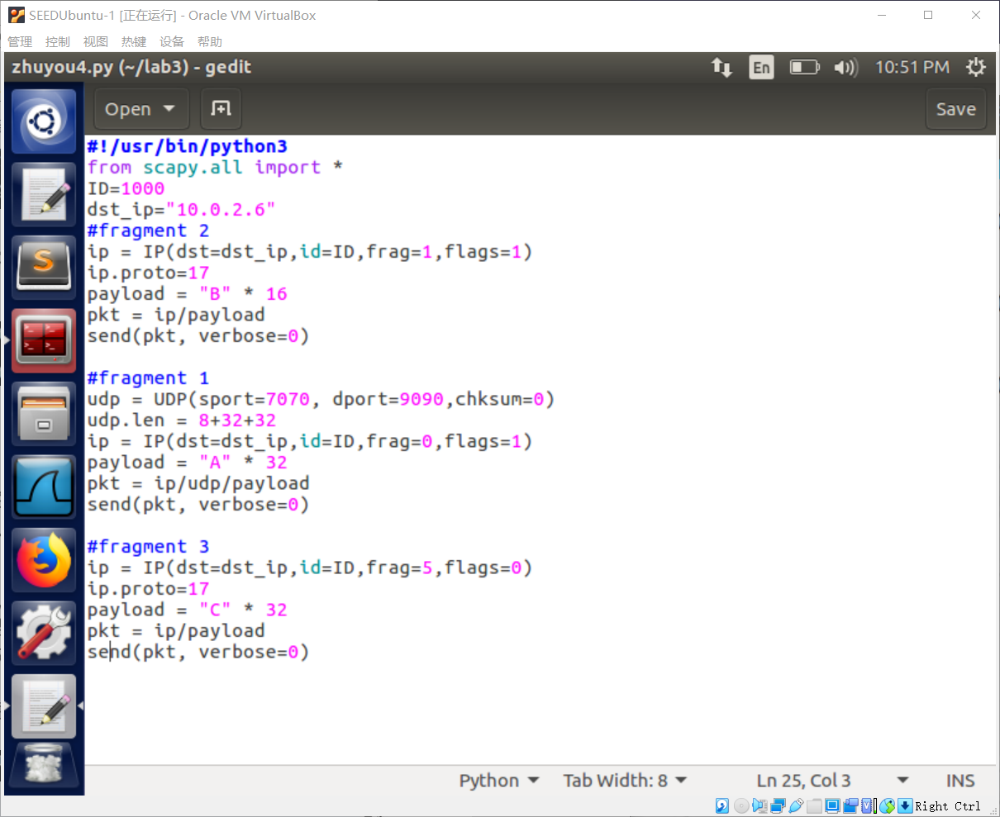 SEEDUbuntu-1 [正在运行] - Oracle VM VirtualBox
管理 控制 视图 热键 设备 帮助
zhuyou4.py (~/lab3) - gedit En 10:51 PM
Open Save
#!/usr/bin/python3
from scapy.all import *
ID=1000
dst_ip="10.0.2.6"
#fragment 2
ip = IP(dst=dst_ip,id=ID,frag=1,flags=1)
ip.proto=17
payload = "B" * 16
pkt = ip/payload
send(pkt, verbose=0)
#fragment 1
udp = UDP(sport=7070, dport=9090,chksum=0)
udp.len = 8+32+32
ip = IP(dst=dst_ip,id=ID,frag=0,flags=1)
payload = "A" * 32
pkt = ip/udp/payload
send(pkt, verbose=0)
#fragment 3
ip = IP(dst=dst_ip,id=ID,frag=5,flags=0)
ip.proto=17
payload = "C" * 32
pkt = ip/payload
send(pkt, verbose=0)
Python Tab Width: 8 Ln 25, Col 3 INS
Right Ctrl